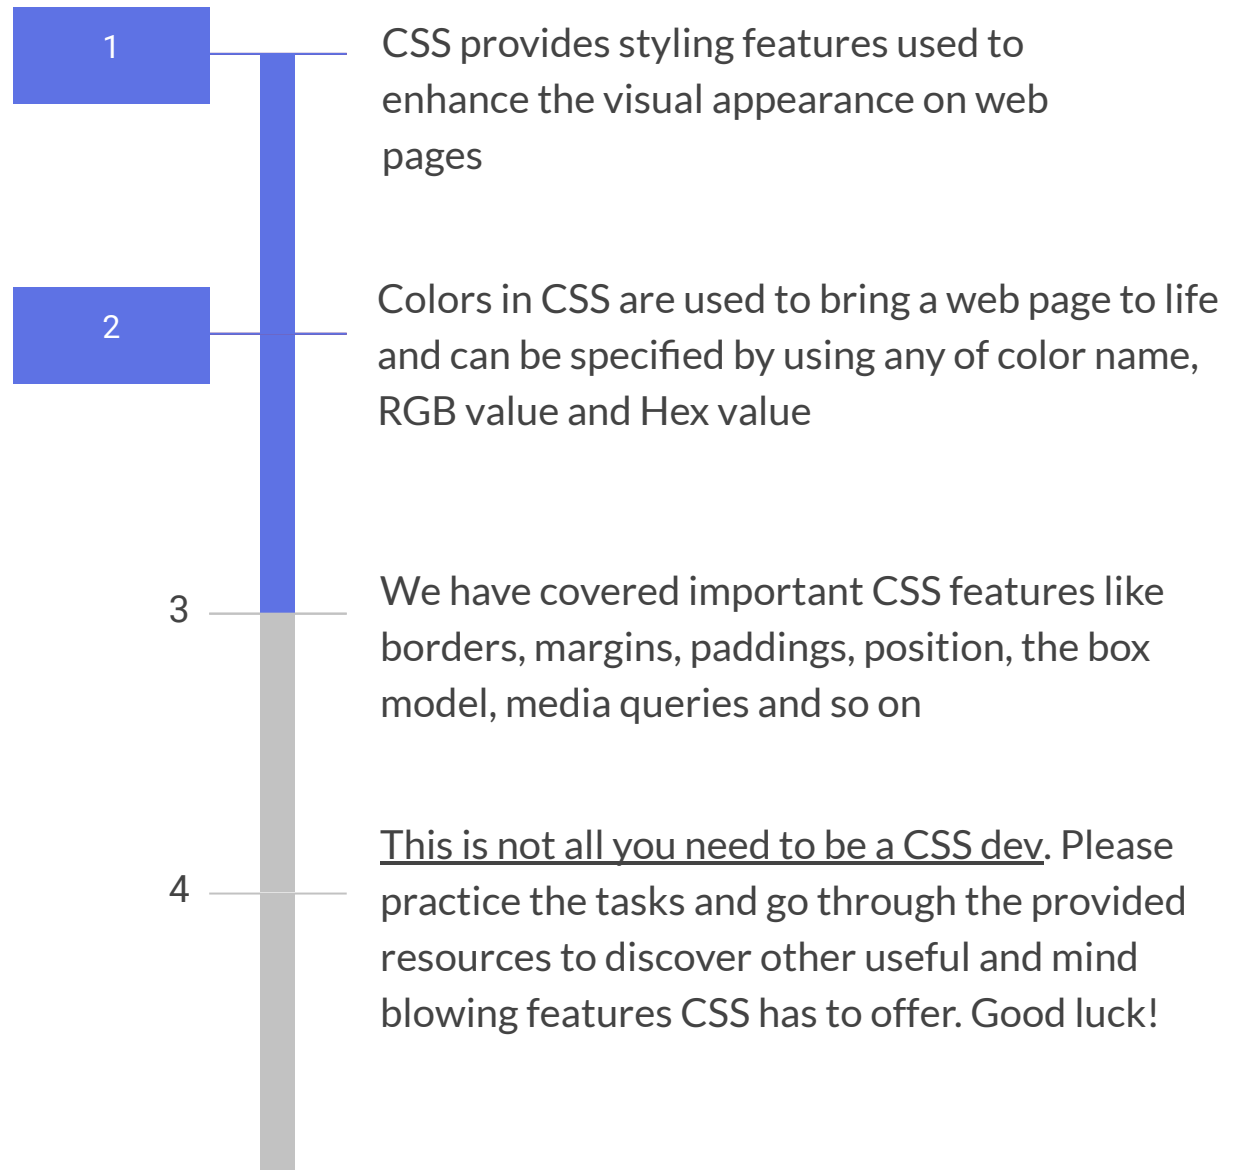 1
CSS provides styling features used to
enhance the visual appearance on web
pages
2
Colors in CSS are used to bring a web page to life
and can be specified by using any of color name,
RGB value and Hex value
3
We have covered important CSS features like
borders, margins, paddings, position, the box
model, media queries and so on
4
This is not all you need to be a CSS dev. Please
practice the tasks and go through the provided
resources to discover other useful and mind
blowing features CSS has to offer. Good luck!